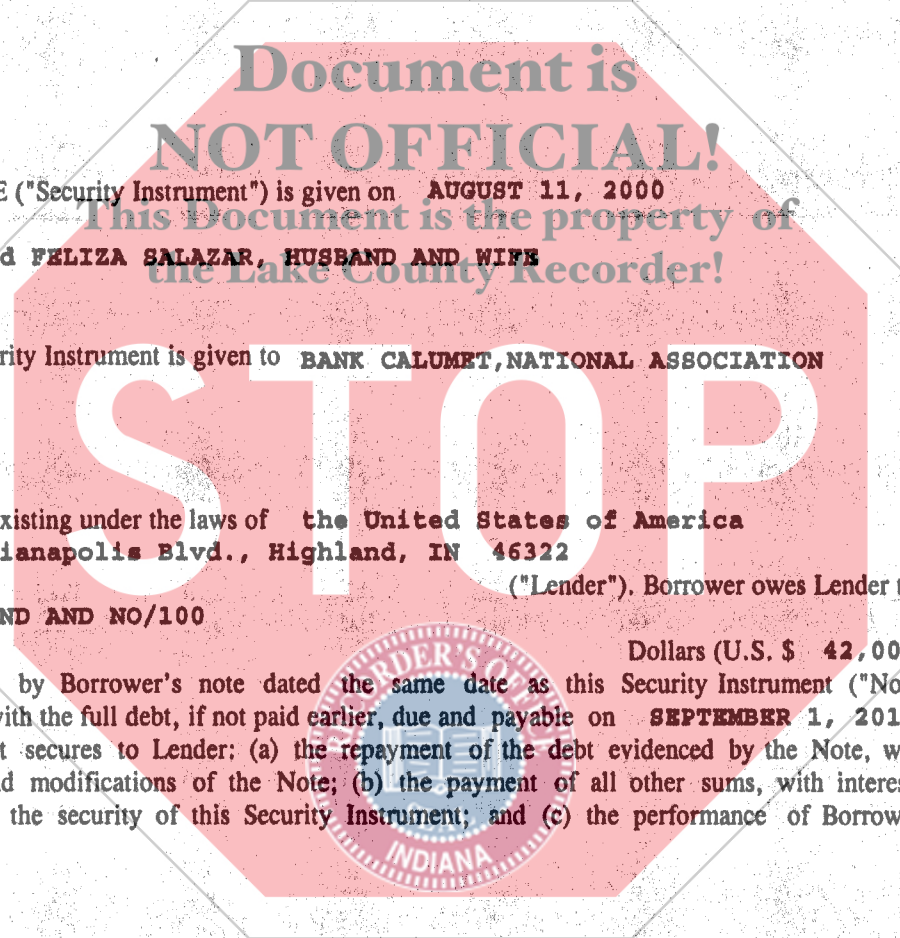 Document is
NOT OFFICIAL!
E ("Security Instrument") is given on AUGUST 11, 2000
This Document is the property of
d FELIZA SALAZAR, HUSBAND AND WIFE
the Lake County Recorder!
rity Instrument is given to BANK CALUMET,NATIONAL ASSOCIATION
STOP
xisting under the laws of the United States of America
ianapolis Blvd., Highland, IN 46322
("Lender"). Borrower owes Lender t
ND AND NO/100
Dollars (U.S. $ 42,00
by Borrower's note dated the same date as this Security Instrument ("No
ith the full debt, if not paid earlier, due and payable on SEPTEMBER 1, 201
t secures to Lender: (a) the repayment of the debt evidenced by the Note, w
d modifications of the Note; (b) the payment of all other sums, with interes
the security of this Security Instrument; and (c) the performance of Borrow
RECORDER'S OFFICE
INDIANA